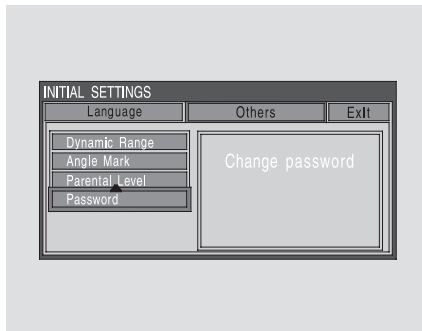 INITIAL SETTINGS
Language Others Exit
Dynamic Range
Angle Mark
Parental Level
Password
Change password